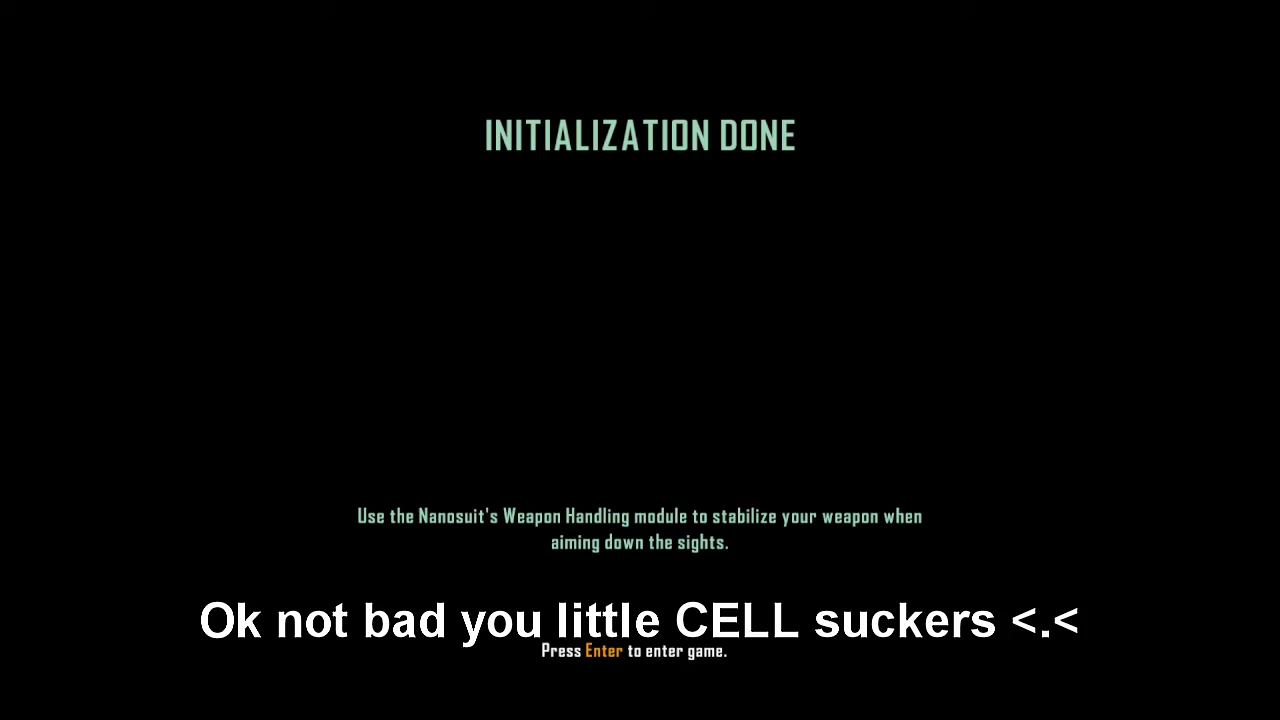 INITIALIZATION DONE
Use the Nanosuit's Weapon Handling module to stabilize your weapon when
aiming down the sights.
Ok not bad you little CELL suckers <.<
Press Enter to enter game.